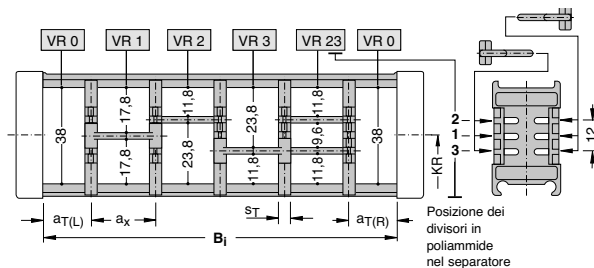 VR 0 VR 1 VR 2 VR 3 VR 23 VR 0
38 17,8 17,8 11,8 23,8 23,8 11,8 11,8 9,6 11,8 38
KR
2
1
3
12
aT(L) ax sT aT(R)
Bi
Posizione dei
divisori in
poliammide
nel separatore